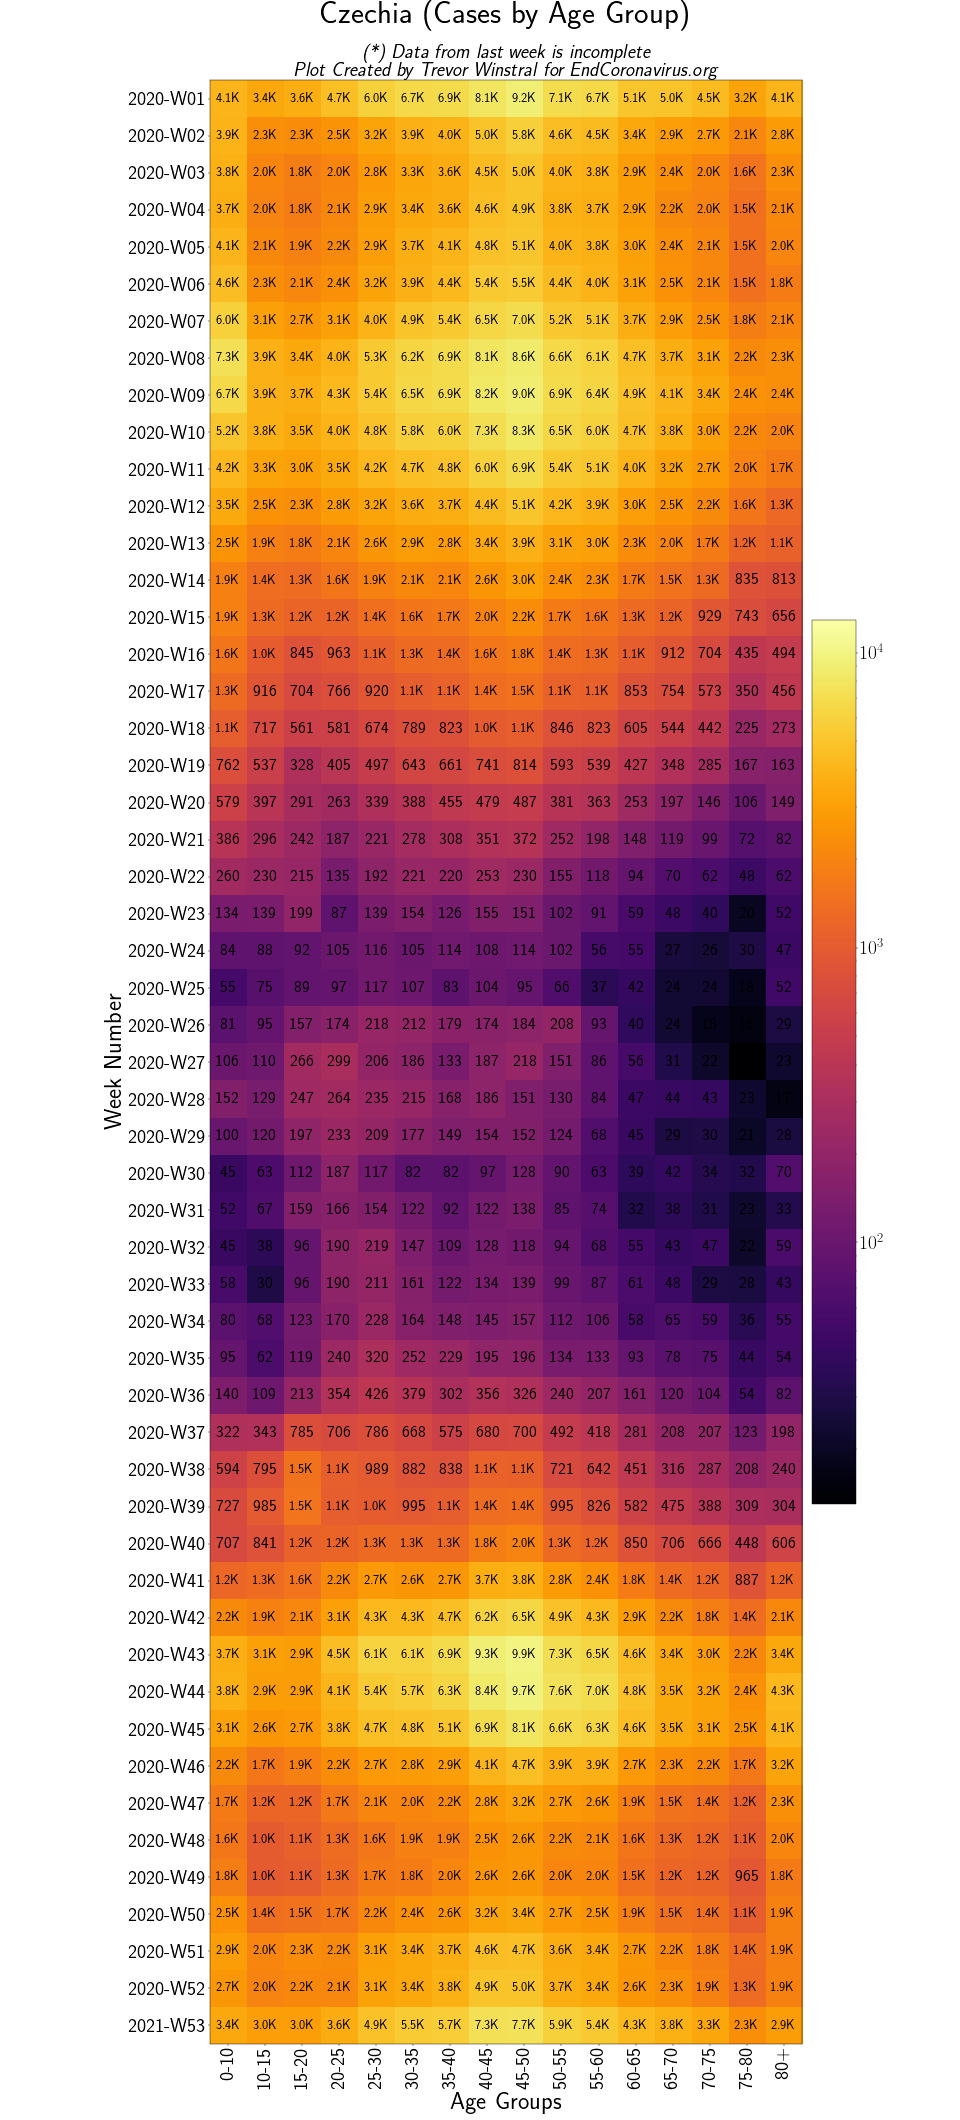 Czechia (Cases by Age Group)
(*) Data from last week is incomplete
Plot Created by Trevor Winstral for EndCoronavirus.org
2020-W01 4.1K 3.4K 3.6K 4.7K 6.0K 6.7K 6.9K 8.1K 9.2K 7.1K 6.7K 5.1K 5.0K 4.5K 3.2K 4.1K
2020-W02 3.9K 2.3K 2.3K 2.5K 3.2K 3.9K 4.0K 5.0K 5.8K 4.6K 4.5K 3.4K 2.9K 2.7K 2.1K 2.8K
2020-W03 3.8K 2.0K 1.8K 2.0K 2.8K 3.3K 3.6K 4.5K 5.0K 4.0K 3.8K 2.9K 2.4K 2.0K 1.6K 2.3K
2020-W04 3.7K 2.0K 1.8K 2.1K 2.9K 3.4K 3.6K 4.6K 4.9K 3.8K 3.7K 2.9K 2.2K 2.0K 1.5K 2.1K
2020-W05 4.1K 2.1K 1.9K 2.2K 2.9K 3.7K 4.1K 4.8K 5.1K 4.0K 3.8K 3.0K 2.4K 2.1K 1.5K 2.0K
2020-W06 4.6K 2.3K 2.1K 2.4K 3.2K 3.9K 4.4K 5.4K 5.5K 4.4K 4.0K 3.1K 2.5K 2.1K 1.5K 1.8K
2020-W07 6.0K 3.1K 2.7K 3.1K 4.0K 4.9K 5.4K 6.5K 7.0K 5.2K 5.1K 3.7K 2.9K 2.5K 1.8K 2.1K
2020-W08 7.3K 3.9K 3.4K 4.0K 5.3K 6.2K 6.9K 8.1K 8.6K 6.6K 6.1K 4.7K 3.7K 3.1K 2.2K 2.3K
2020-W09 6.7K 3.9K 3.7K 4.3K 5.4K 6.5K 6.9K 8.2K 9.0K 6.9K 6.4K 4.9K 4.1K 3.4K 2.4K 2.4K
2020-W10 5.2K 3.8K 3.5K 4.0K 4.8K 5.8K 6.0K 7.3K 8.3K 6.5K 6.0K 4.7K 3.8K 3.0K 2.2K 2.0K
2020-W11 4.2K 3.3K 3.0K 3.5K 4.2K 4.7K 4.8K 6.0K 6.9K 5.4K 5.1K 4.0K 3.2K 2.7K 2.0K 1.7K
2020-W12 3.5K 2.5K 2.3K 2.8K 3.2K 3.6K 3.7K 4.4K 5.1K 4.2K 3.9K 3.0K 2.5K 2.2K 1.6K 1.3K
2020-W13 2.5K 1.9K 1.8K 2.1K 2.6K 2.9K 2.8K 3.4K 3.9K 3.1K 3.0K 2.3K 2.0K 1.7K 1.2K 1.1K
2020-W14 1.9K 1.4K 1.3K 1.6K 1.9K 2.1K 2.1K 2.6K 3.0K 2.4K 2.3K 1.7K 1.5K 1.3K 835 813
2020-W15 1.9K 1.3K 1.2K 1.2K 1.4K 1.6K 1.7K 2.0K 2.2K 1.7K 1.6K 1.3K 1.2K 929 743 656
2020-W16 1.6K 1.0K 845 963 1.1K 1.3K 1.4K 1.6K 1.8K 1.4K 1.3K 1.1K 912 704 435 494
2020-W17 1.3K 916 704 766 920 1.1K 1.1K 1.4K 1.5K 1.1K 1.1K 853 754 573 350 456
2020-W18 1.1K 717 561 581 674 789 823 1.0K 1.1K 846 823 605 544 442 225 273
2020-W19 762 537 328 405 497 643 661 741 814 593 539 427 348 285 167 163
2020-W20 579 397 291 263 339 388 455 479 487 381 363 253 197 146 106 149
2020-W21 386 296 242 187 221 278 308 351 372 252 198 148 119 99 72 82
2020-W22 260 230 215 135 192 221 220 253 230 155 118 94 70 62 48 62
2020-W23 134 139 199 87 139 154 126 155 151 102 91 59 48 40 20 52
2020-W24 84 88 92 105 116 105 114 108 114 102 56 55 27 26 30 47
2020-W25 55 75 89 97 117 107 83 104 95 66 37 42 24 24 18 52
2020-W26 81 95 157 174 218 212 179 174 184 208 93 40 24 29
2020-W27 106 110 266 299 206 186 133 187 218 151 86 56 31 22 23
2020-W28 152 129 247 264 235 215 168 186 151 130 84 47 44 43 23 17
2020-W29 100 120 197 233 209 177 149 154 152 124 68 45 29 30 21 28
2020-W30 45 63 112 187 117 82 82 97 128 90 63 39 42 34 32 70
2020-W31 52 67 159 166 154 122 92 122 138 85 74 32 38 31 23 33
2020-W32 45 38 96 190 219 147 109 128 118 94 68 55 43 47 22 59
2020-W33 58 30 96 190 211 161 122 134 139 99 87 61 48 29 28 43
2020-W34 80 68 123 170 228 164 148 145 157 112 106 58 65 59 36 55
2020-W35 95 62 119 240 320 252 229 195 196 134 133 93 78 75 44 54
2020-W36 140 109 213 354 426 379 302 356 326 240 207 161 120 104 54 82
2020-W37 322 343 785 706 786 668 575 680 700 492 418 281 208 207 123 198
2020-W38 594 795 1.5K 1.1K 989 882 838 1.1K 1.1K 721 642 451 316 287 208 240
2020-W39 727 985 1.5K 1.1K 1.0K 995 1.1K 1.4K 1.4K 995 826 582 475 388 309 304
2020-W40 707 841 1.2K 1.2K 1.3K 1.3K 1.3K 1.8K 2.0K 1.3K 1.2K 850 706 666 448 606
2020-W41 1.2K 1.3K 1.6K 2.2K 2.7K 2.6K 2.7K 3.7K 3.8K 2.8K 2.4K 1.8K 1.4K 1.2K 887 1.2K
2020-W42 2.2K 1.9K 2.1K 3.1K 4.3K 4.3K 4.7K 6.2K 6.5K 4.9K 4.3K 2.9K 2.2K 1.8K 1.4K 2.1K
2020-W43 3.7K 3.1K 2.9K 4.5K 6.1K 6.1K 6.9K 9.3K 9.9K 7.3K 6.5K 4.6K 3.4K 3.0K 2.2K 3.4K
2020-W44 3.8K 2.9K 2.9K 4.1K 5.4K 5.7K 6.3K 8.4K 9.7K 7.6K 7.0K 4.8K 3.5K 3.2K 2.4K 4.3K
2020-W45 3.1K 2.6K 2.7K 3.8K 4.7K 4.8K 5.1K 6.9K 8.1K 6.6K 6.3K 4.6K 3.5K 3.1K 2.5K 4.1K
2020-W46 2.2K 1.7K 1.9K 2.2K 2.7K 2.8K 2.9K 4.1K 4.7K 3.9K 3.9K 2.7K 2.3K 2.2K 1.7K 3.2K
2020-W47 1.7K 1.2K 1.2K 1.7K 2.1K 2.0K 2.2K 2.8K 3.2K 2.7K 2.6K 1.9K 1.5K 1.4K 1.2K 2.3K
2020-W48 1.6K 1.0K 1.1K 1.3K 1.6K 1.9K 1.9K 2.5K 2.6K 2.2K 2.1K 1.6K 1.3K 1.2K 1.1K 2.0K
2020-W49 1.8K 1.0K 1.1K 1.3K 1.7K 1.8K 2.0K 2.6K 2.6K 2.0K 2.0K 1.5K 1.2K 1.2K 965 1.8K
2020-W50 2.5K 1.4K 1.5K 1.7K 2.2K 2.4K 2.6K 3.2K 3.4K 2.7K 2.5K 1.9K 1.5K 1.4K 1.1K 1.9K
2020-W51 2.9K 2.0K 2.3K 2.2K 3.1K 3.4K 3.7K 4.6K 4.7K 3.6K 3.4K 2.7K 2.2K 1.8K 1.4K 1.9K
2020-W52 2.7K 2.0K 2.2K 2.1K 3.1K 3.4K 3.8K 4.9K 5.0K 3.7K 3.4K 2.6K 2.3K 1.9K 1.3K 1.9K
2021-W53 3.4K 3.0K 3.0K 3.6K 4.9K 5.5K 5.7K 7.3K 7.7K 5.9K 5.4K 4.3K 3.8K 3.3K 2.3K 2.9K
0-10 10-15 15-20 20-25 25-30 30-35 35-40 40-45 45-50 50-55 55-60 60-65 65-70 70-75 75-80 80+
Age Groups
Week Number
10^4
10^3
10^2